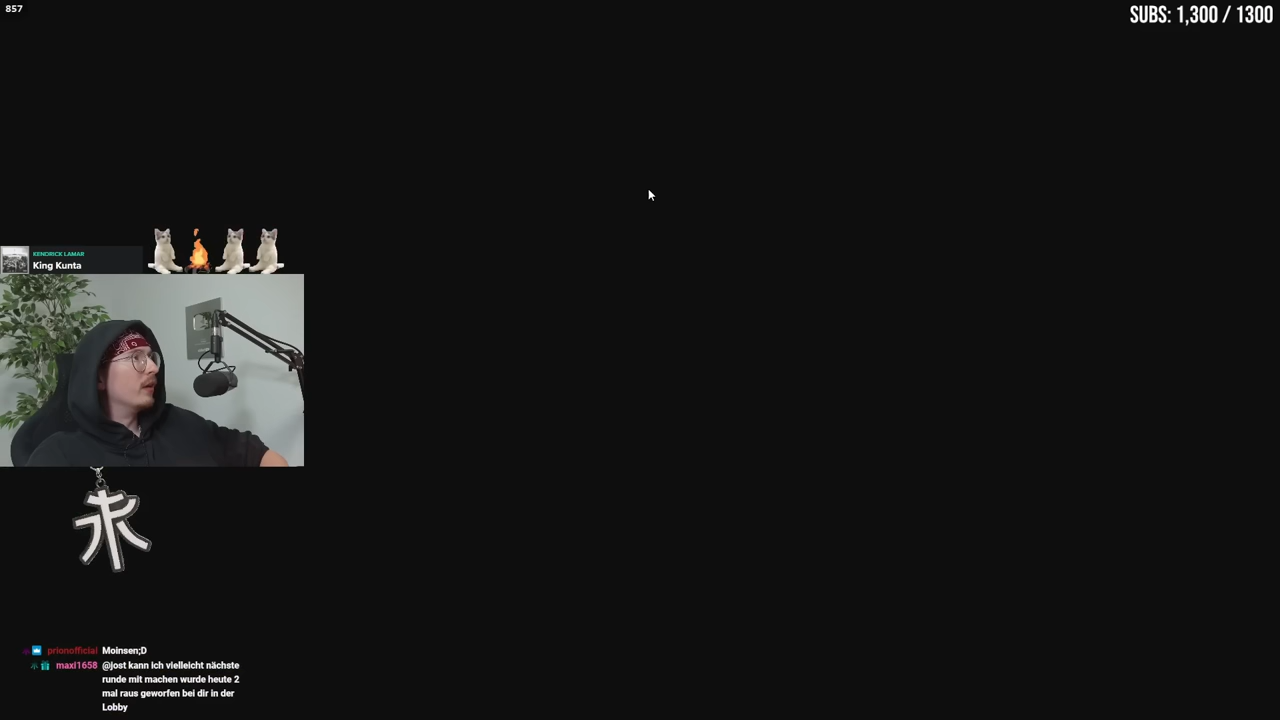 857
SUBS: 1,300 / 1300
KENDRICK LAMAR
King Kunta
prionofficial Moinsen;D
maxi1658 @jost kann ich vielleicht nächste
runde mit machen wurde heute 2
mal raus geworfen bei dir in der
Lobby